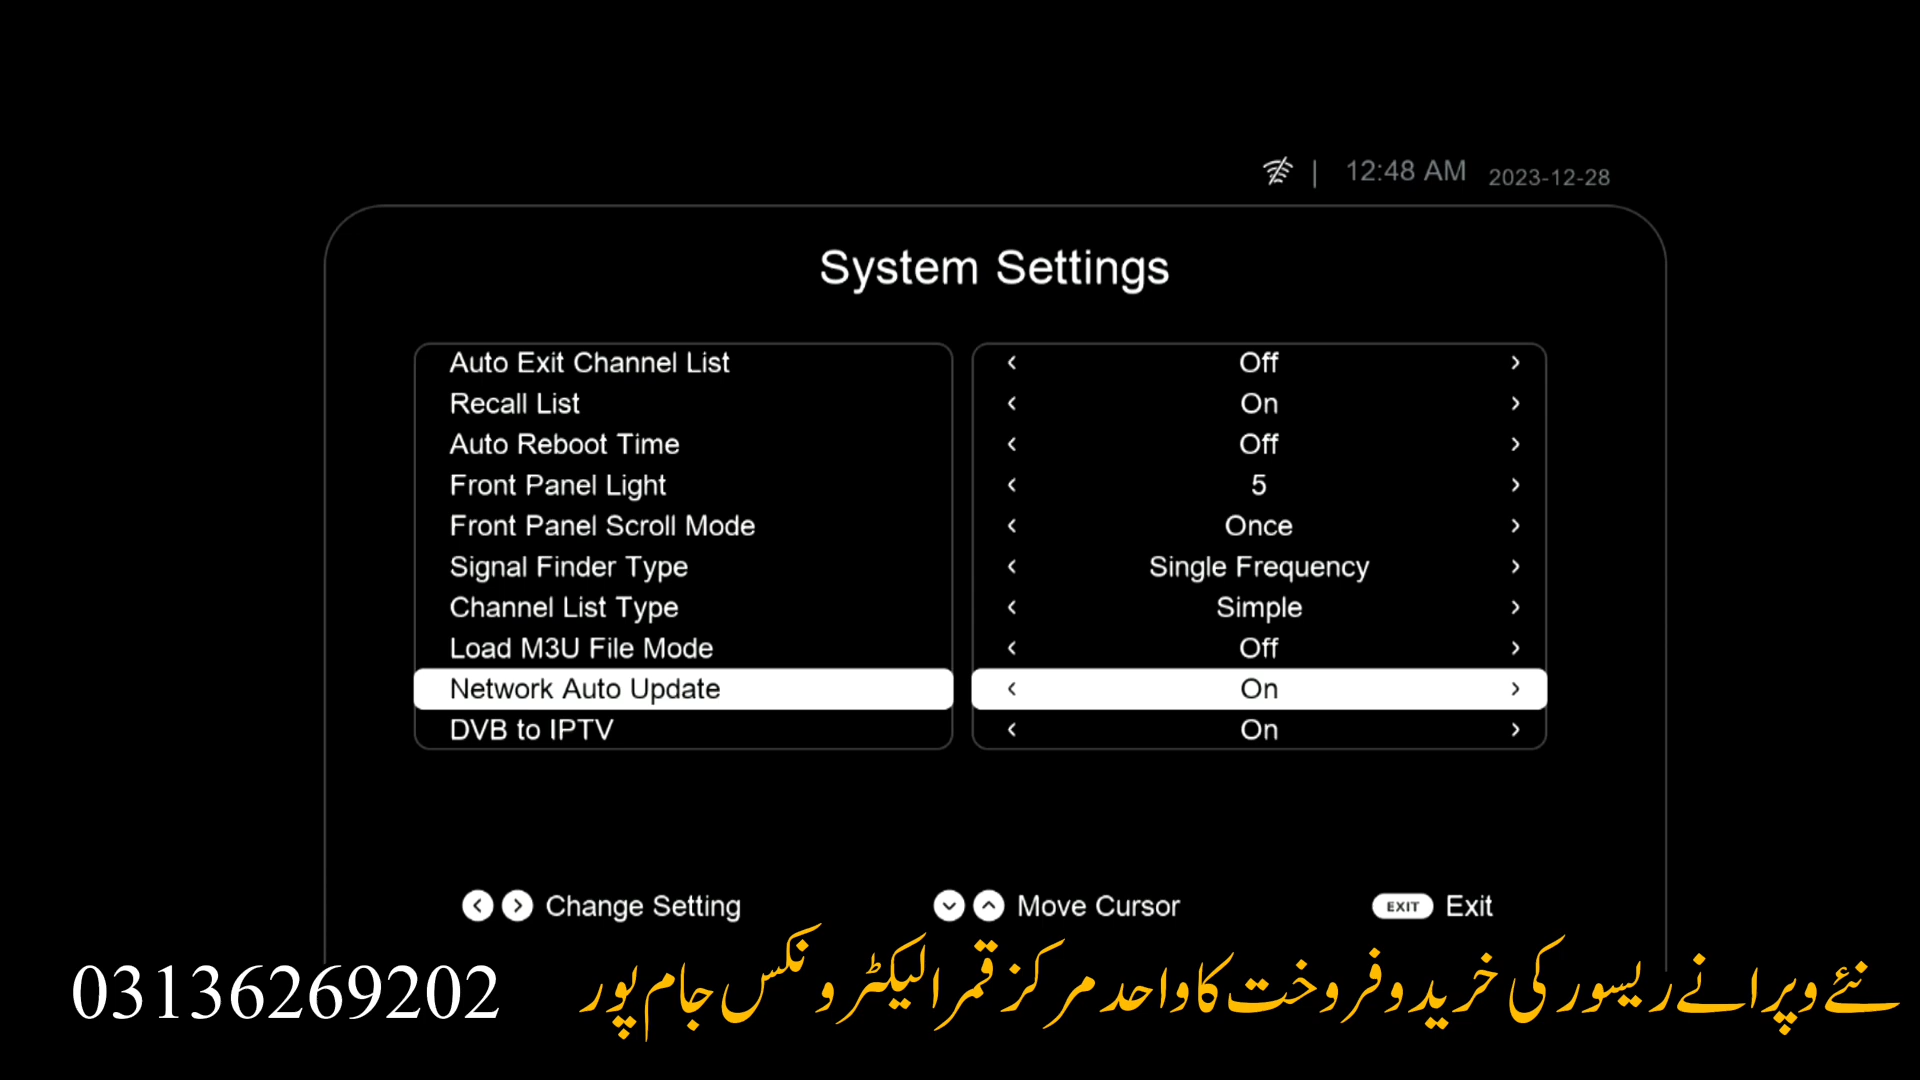 12:48 AM 2023-12-28
System Settings
Auto Exit Channel List Off
Recall List On
Auto Reboot Time Off
Front Panel Light 5
Front Panel Scroll Mode Once
Signal Finder Type Single Frequency
Channel List Type Simple
Load M3U File Mode Off
Network Auto Update On
DVB to IPTV On
Change Setting Move Cursor EXIT Exit
03136269202 نئے و پرانے ریسور کی خرید و فروخت کا واحد مرکز قمر الیکٹرونکس جام پور